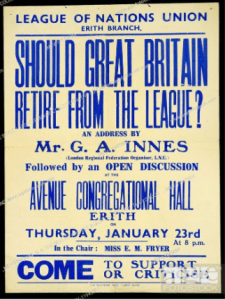 LEAGUE OF NATIONS UNION
ERITH BRANCH,
SHOULD GREAT BRITAIN
RETIRE FROM THE LEAGUE?
AN ADDRESS BY
Mr. G. A. INNES
(London Regional Federation Organiser, L.N.U.)
Followed by an OPEN DISCUSSION
AT THE
AVENUE CONGREGATIONAL HALL
ERITH
ON
THURSDAY, JANUARY 23rd
At 8 p.m.
In the Chair: MISS E. M. FRYER
COME TO SUPPORT
OR CRITICISE